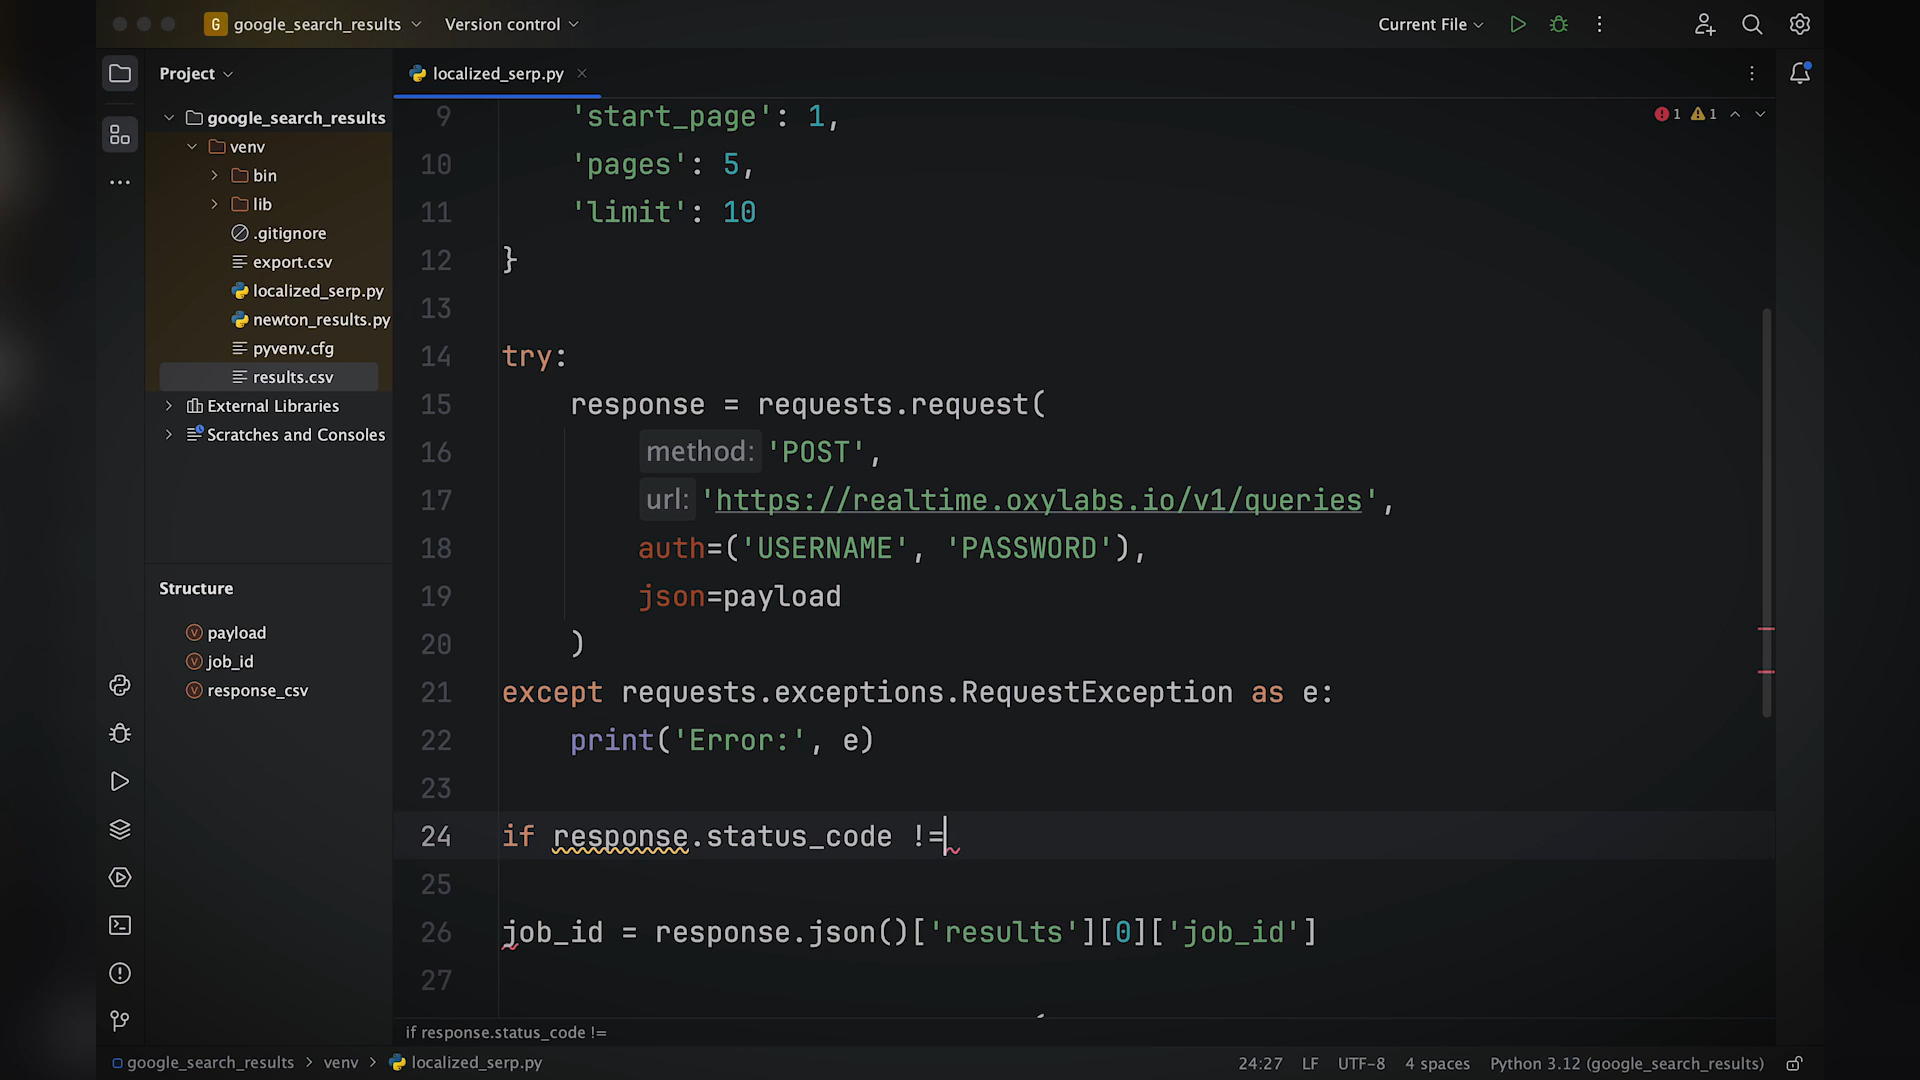 G google_search_results Version control Current File
Project
localized_serp.py
google_search_results
venv
bin
lib
.gitignore
export.csv
localized_serp.py
newton_results.py
pyvenv.cfg
results.csv
External Libraries
Scratches and Consoles
Structure
payload
job_id
response_csv
1 1
9 'start_page': 1,
10 'pages': 5,
11 'limit': 10
12 }
13
14 try:
15 response = requests.request(
16 method: 'POST',
17 url: 'https://realtime.oxylabs.io/v1/queries',
18 auth=('USERNAME', 'PASSWORD'),
19 json=payload
20 )
21 except requests.exceptions.RequestException as e:
22 print('Error:', e)
23
24 if response.status_code !=
25
26 job_id = response.json()['results'][0]['job_id']
27
if response.status_code !=
google_search_results > venv > localized_serp.py
24:27 LF UTF-8 4 spaces Python 3.12 (google_search_results)